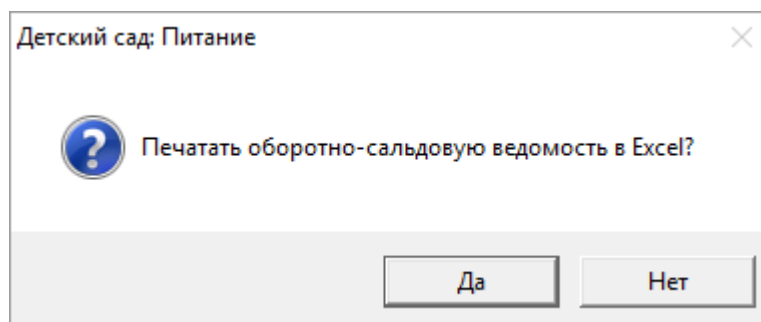 Детский сад: Питание
Печатать оборотно-сальдовую ведомость в Excel?
Да
Нет